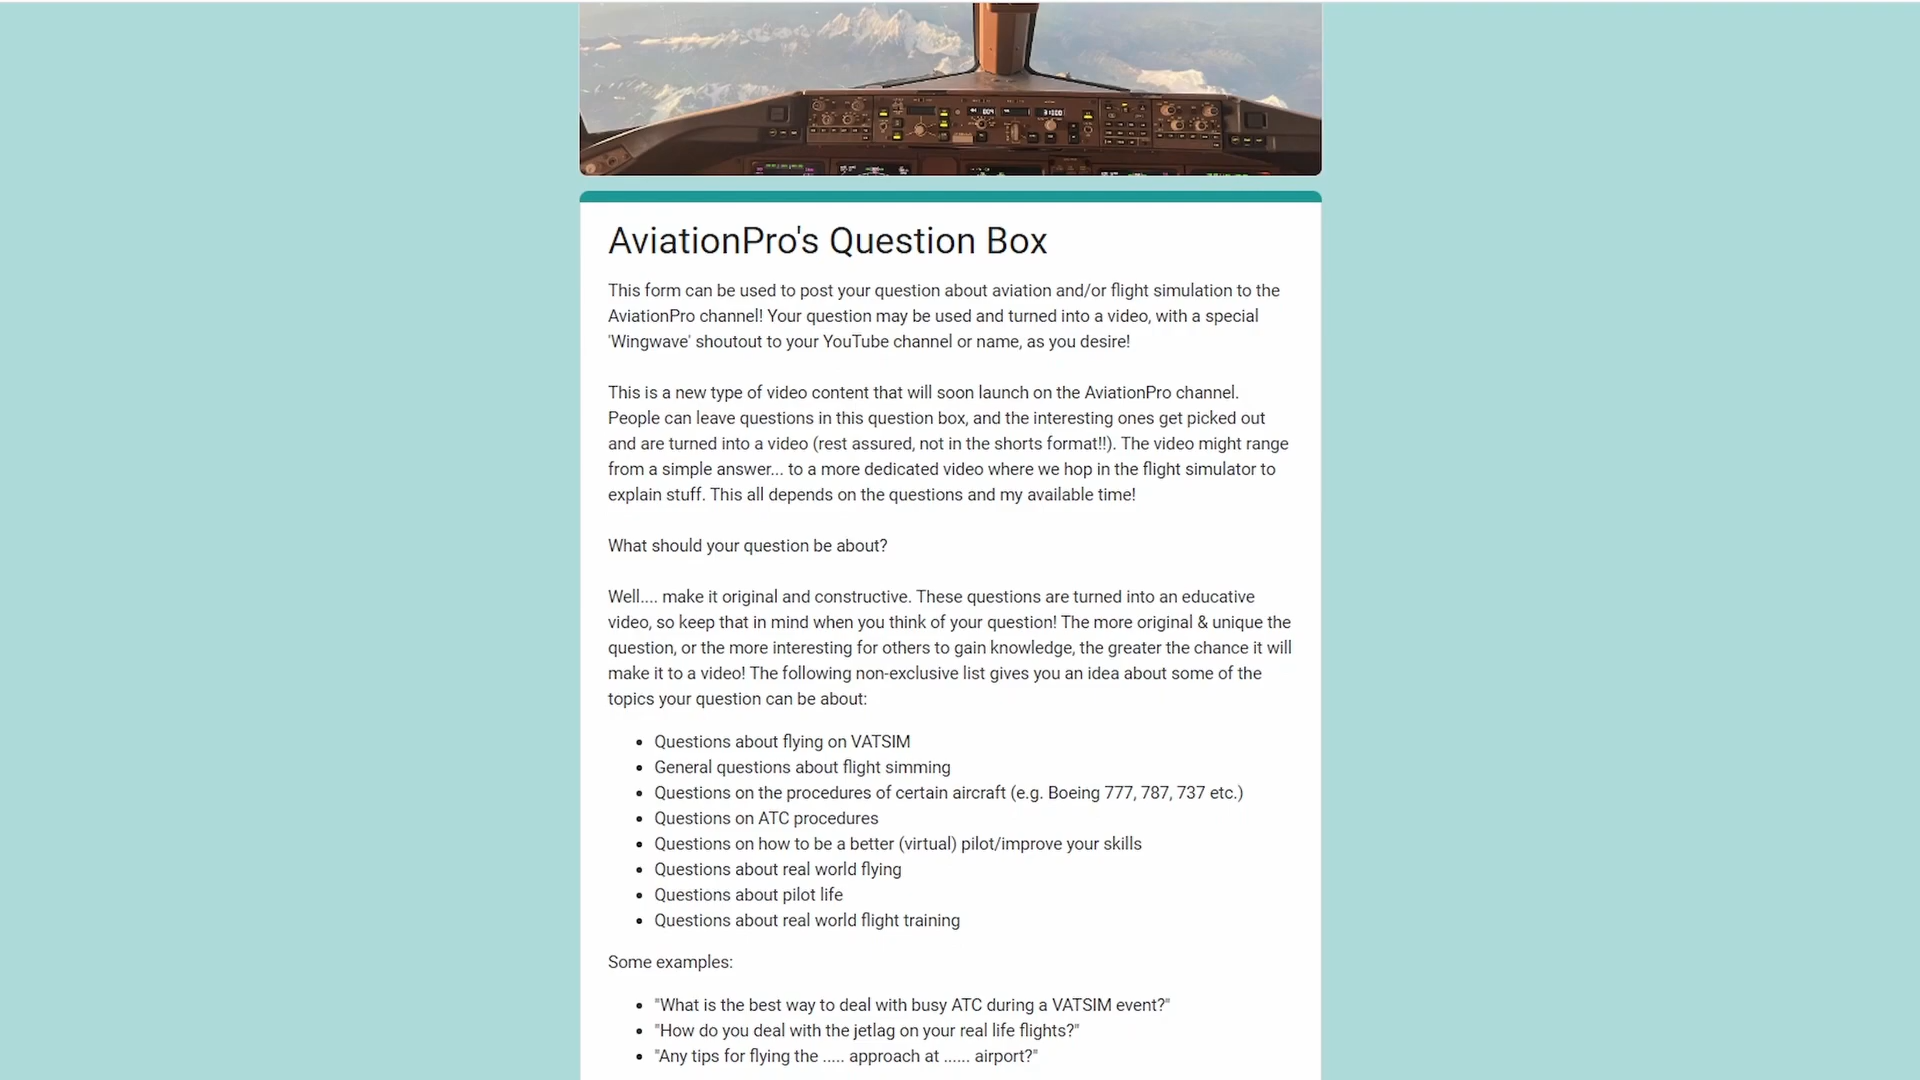 31000
AviationPro's Question Box
This form can be used to post your question about aviation and/or flight simulation to the
AviationPro channel! Your question may be used and turned into a video, with a special
'Wingwave' shoutout to your YouTube channel or name, as you desire!
This is a new type of video content that will soon launch on the AviationPro channel.
People can leave questions in this question box, and the interesting ones get picked out
and are turned into a video (rest assured, not in the shorts format!!). The video might range
from a simple answer... to a more dedicated video where we hop in the flight simulator to
explain stuff. This all depends on the questions and my available time!
What should your question be about?
Well.... make it original and constructive. These questions are turned into an educative
video, so keep that in mind when you think of your question! The more original & unique the
question, or the more interesting for others to gain knowledge, the greater the chance it will
make it to a video! The following non-exclusive list gives you an idea about some of the
topics your question can be about:
• Questions about flying on VATSIM
• General questions about flight simming
• Questions on the procedures of certain aircraft (e.g. Boeing 777, 787, 737 etc.)
• Questions on ATC procedures
• Questions on how to be a better (virtual) pilot/improve your skills
• Questions about real world flying
• Questions about pilot life
• Questions about real world flight training
Some examples:
• "What is the best way to deal with busy ATC during a VATSIM event?"
• "How do you deal with the jetlag on your real life flights?"
• "Any tips for flying the ..... approach at ...... airport?"